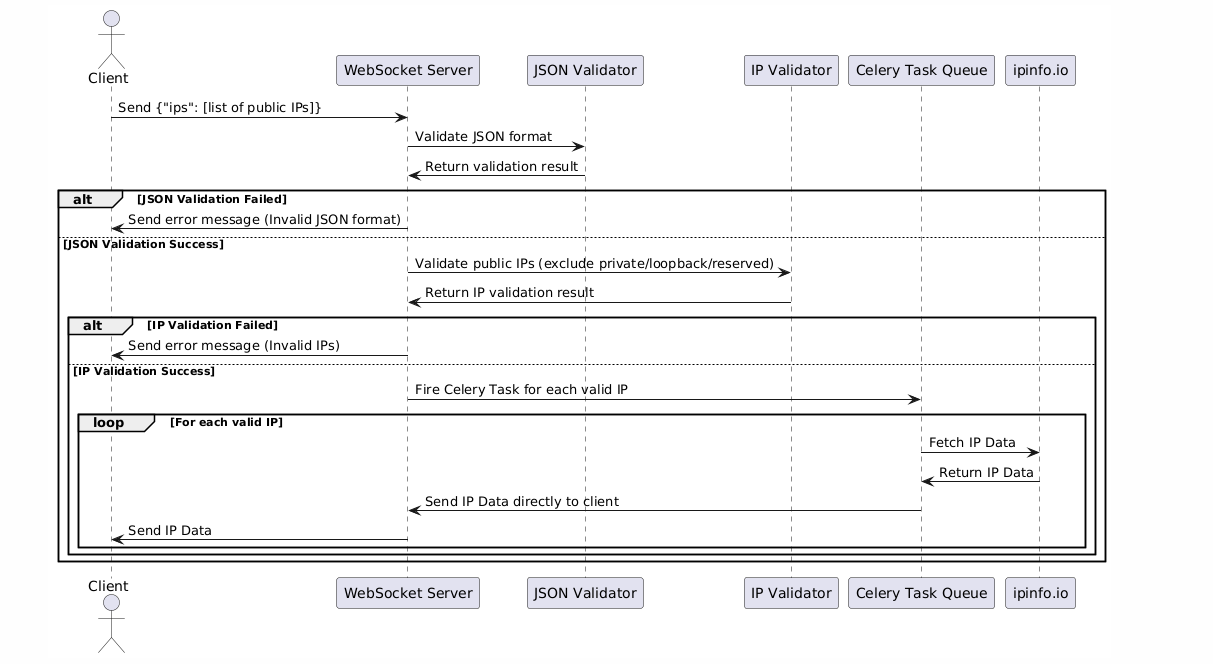 Client
WebSocket Server
JSON Validator
IP Validator
Celery Task Queue
ipinfo.io
Send {"ips": [list of public IPs]}
Validate JSON format
Return validation result
alt [JSON Validation Failed]
Send error message (Invalid JSON format)
[JSON Validation Success]
Validate public IPs (exclude private/loopback/reserved)
Return IP validation result
alt [IP Validation Failed]
Send error message (Invalid IPs)
[IP Validation Success]
Fire Celery Task for each valid IP
loop [For each valid IP]
Fetch IP Data
Return IP Data
Send IP Data directly to client
Send IP Data
Client
WebSocket Server
JSON Validator
IP Validator
Celery Task Queue
ipinfo.io